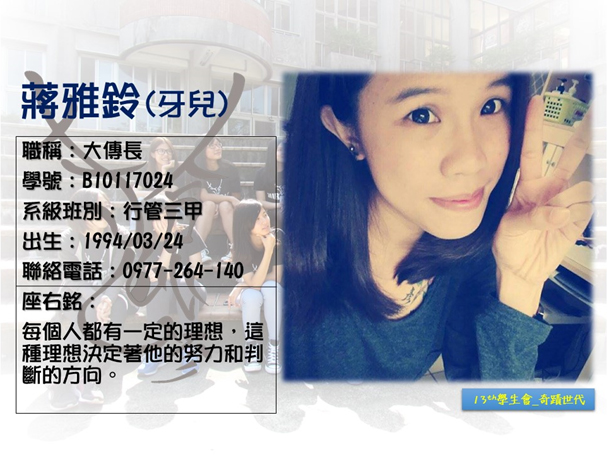 蔣雅鈴(牙兒)
職稱：大傳長
學號：B10117024
系級班別：行管三甲
出生：1994/03/24
聯絡電話：0977-264-140
座右銘：
每個人都有一定的理想，這
種理想決定著他的努力和判
斷的方向。
13th學生會_奇蹟世代